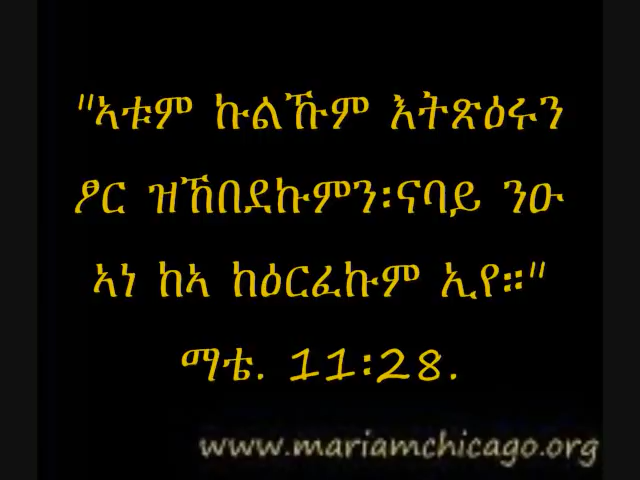 "ኣቱም ኩልኹም እትጽዕሩን
ፆር ዝኸበደኩምን፡ናባይ ንዑ
ኣነ ከኣ ከዕርፈኩም ኢየ።"
ማቴ. 11፡28.
www.mariamchicago.org